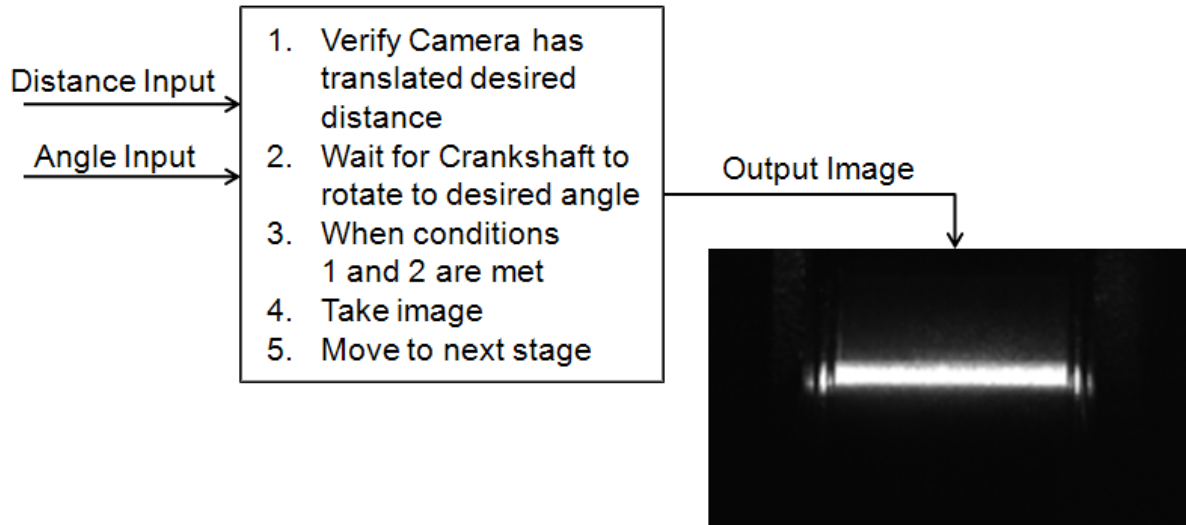 Distance Input
Angle Input
1. Verify Camera has
translated desired
distance
2. Wait for Crankshaft to
rotate to desired angle
3. When conditions
1 and 2 are met
4. Take image
5. Move to next stage
Output Image